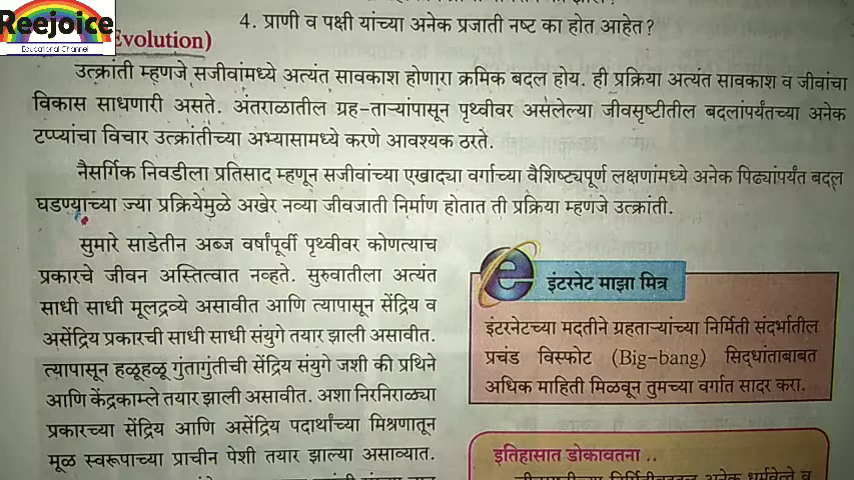 Reejoice
Educational Channel
4. प्राणी व पक्षी यांच्या अनेक प्रजाती नष्ट का होत आहेत?
Evolution)
उत्क्रांती म्हणजे सजीवांमध्ये अत्यंत सावकाश होणारा क्रमिक बदल होय. ही प्रक्रिया अत्यंत सावकाश व जीवांचा
विकास साधणारी असते. अंतराळातील ग्रह-ताऱ्यांपासून पृथ्वीवर असलेल्या जीवसृष्टीतील बदलांपर्यंतच्या अनेक
टप्प्यांचा विचार उत्क्रांतीच्या अभ्यासामध्ये करणे आवश्यक ठरते.
नैसर्गिक निवडीला प्रतिसाद म्हणून सजीवांच्या एखाद्या वर्गाच्या वैशिष्ट्यपूर्ण लक्षणांमध्ये अनेक पिढ्यांपर्यंत बदल
घडण्याच्या ज्या प्रक्रियेमुळे अखेर नव्या जीवजाती निर्माण होतात ती प्रक्रिया म्हणजे उत्क्रांती.
सुमारे साडेतीन अब्ज वर्षांपूर्वी पृथ्वीवर कोणत्याच
प्रकारचे जीवन अस्तित्वात नव्हते. सुरुवातीला अत्यंत
साधी साधी मूलद्रव्ये असावीत आणि त्यापासून सेंद्रिय व
असेंद्रिय प्रकारची साधी साधी संयुगे तयार झाली असावीत.
त्यापासून हळूहळू गुंतागुंतीची सेंद्रिय संयुगे जशी की प्रथिने
आणि केंद्रकाम्ले तयार झाली असावीत. अशा निरनिराळ्या
प्रकारच्या सेंद्रिय आणि असेंद्रिय पदार्थांच्या मिश्रणातून
मूळ स्वरूपाच्या प्राचीन पेशी तयार झाल्या असाव्यात.
इंटरनेट माझा मित्र
इंटरनेटच्या मदतीने ग्रहताऱ्यांच्या निर्मिती संदर्भातील
प्रचंड विस्फोट (Big-bang) सिद्धांताबाबत
अधिक माहिती मिळवून तुमच्या वर्गात सादर करा.
इतिहासात डोकावतना ..